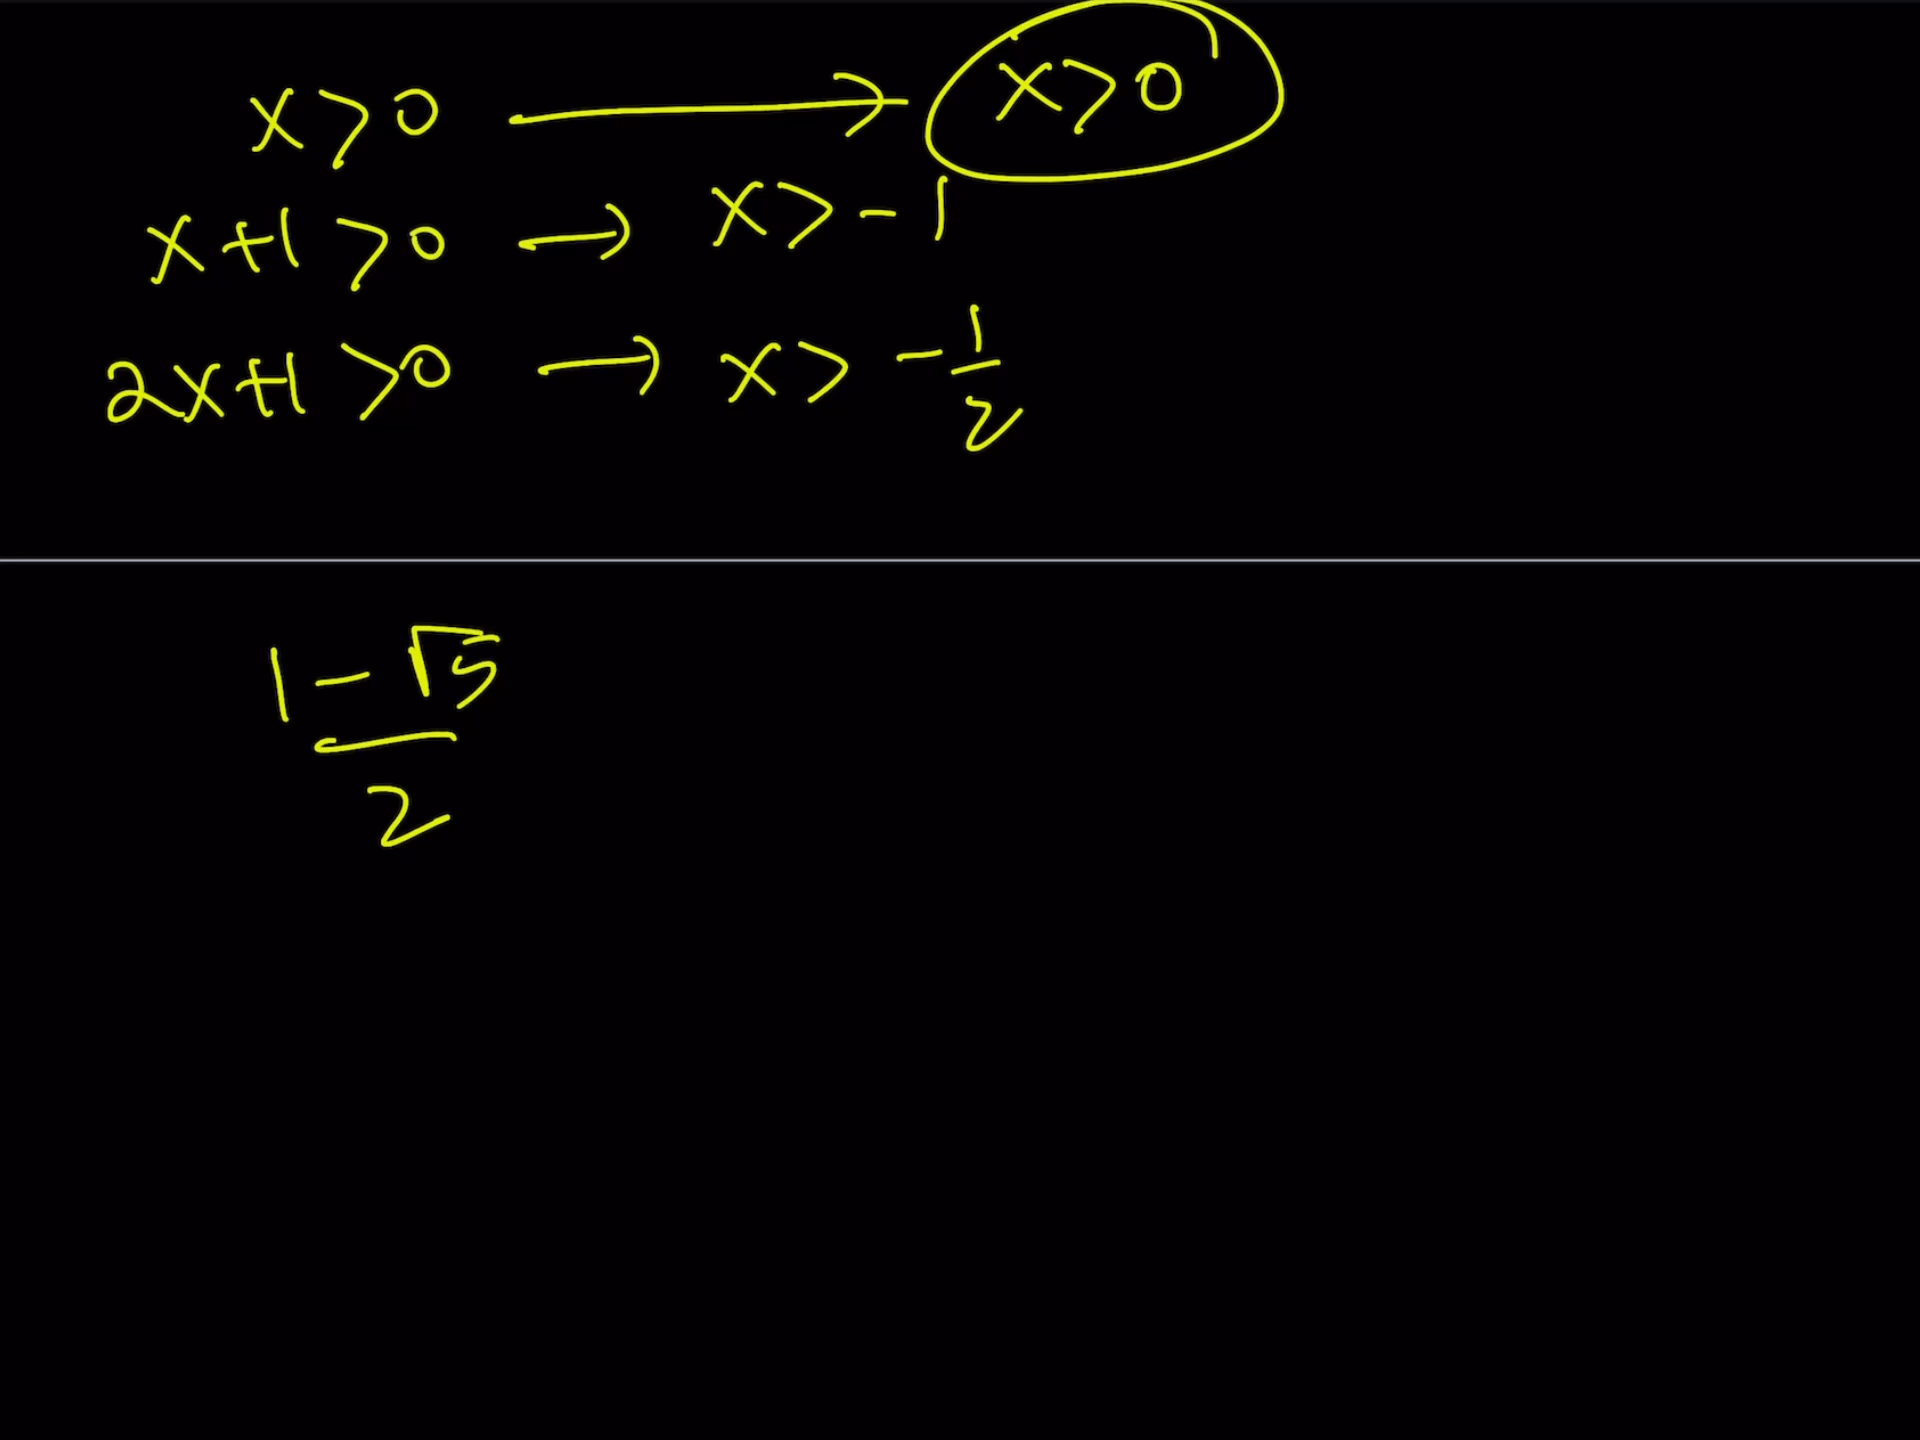 x>0 → x>0
x+1>0 → x>-1
2x+1>0 → x>-1/2
1-√5
2